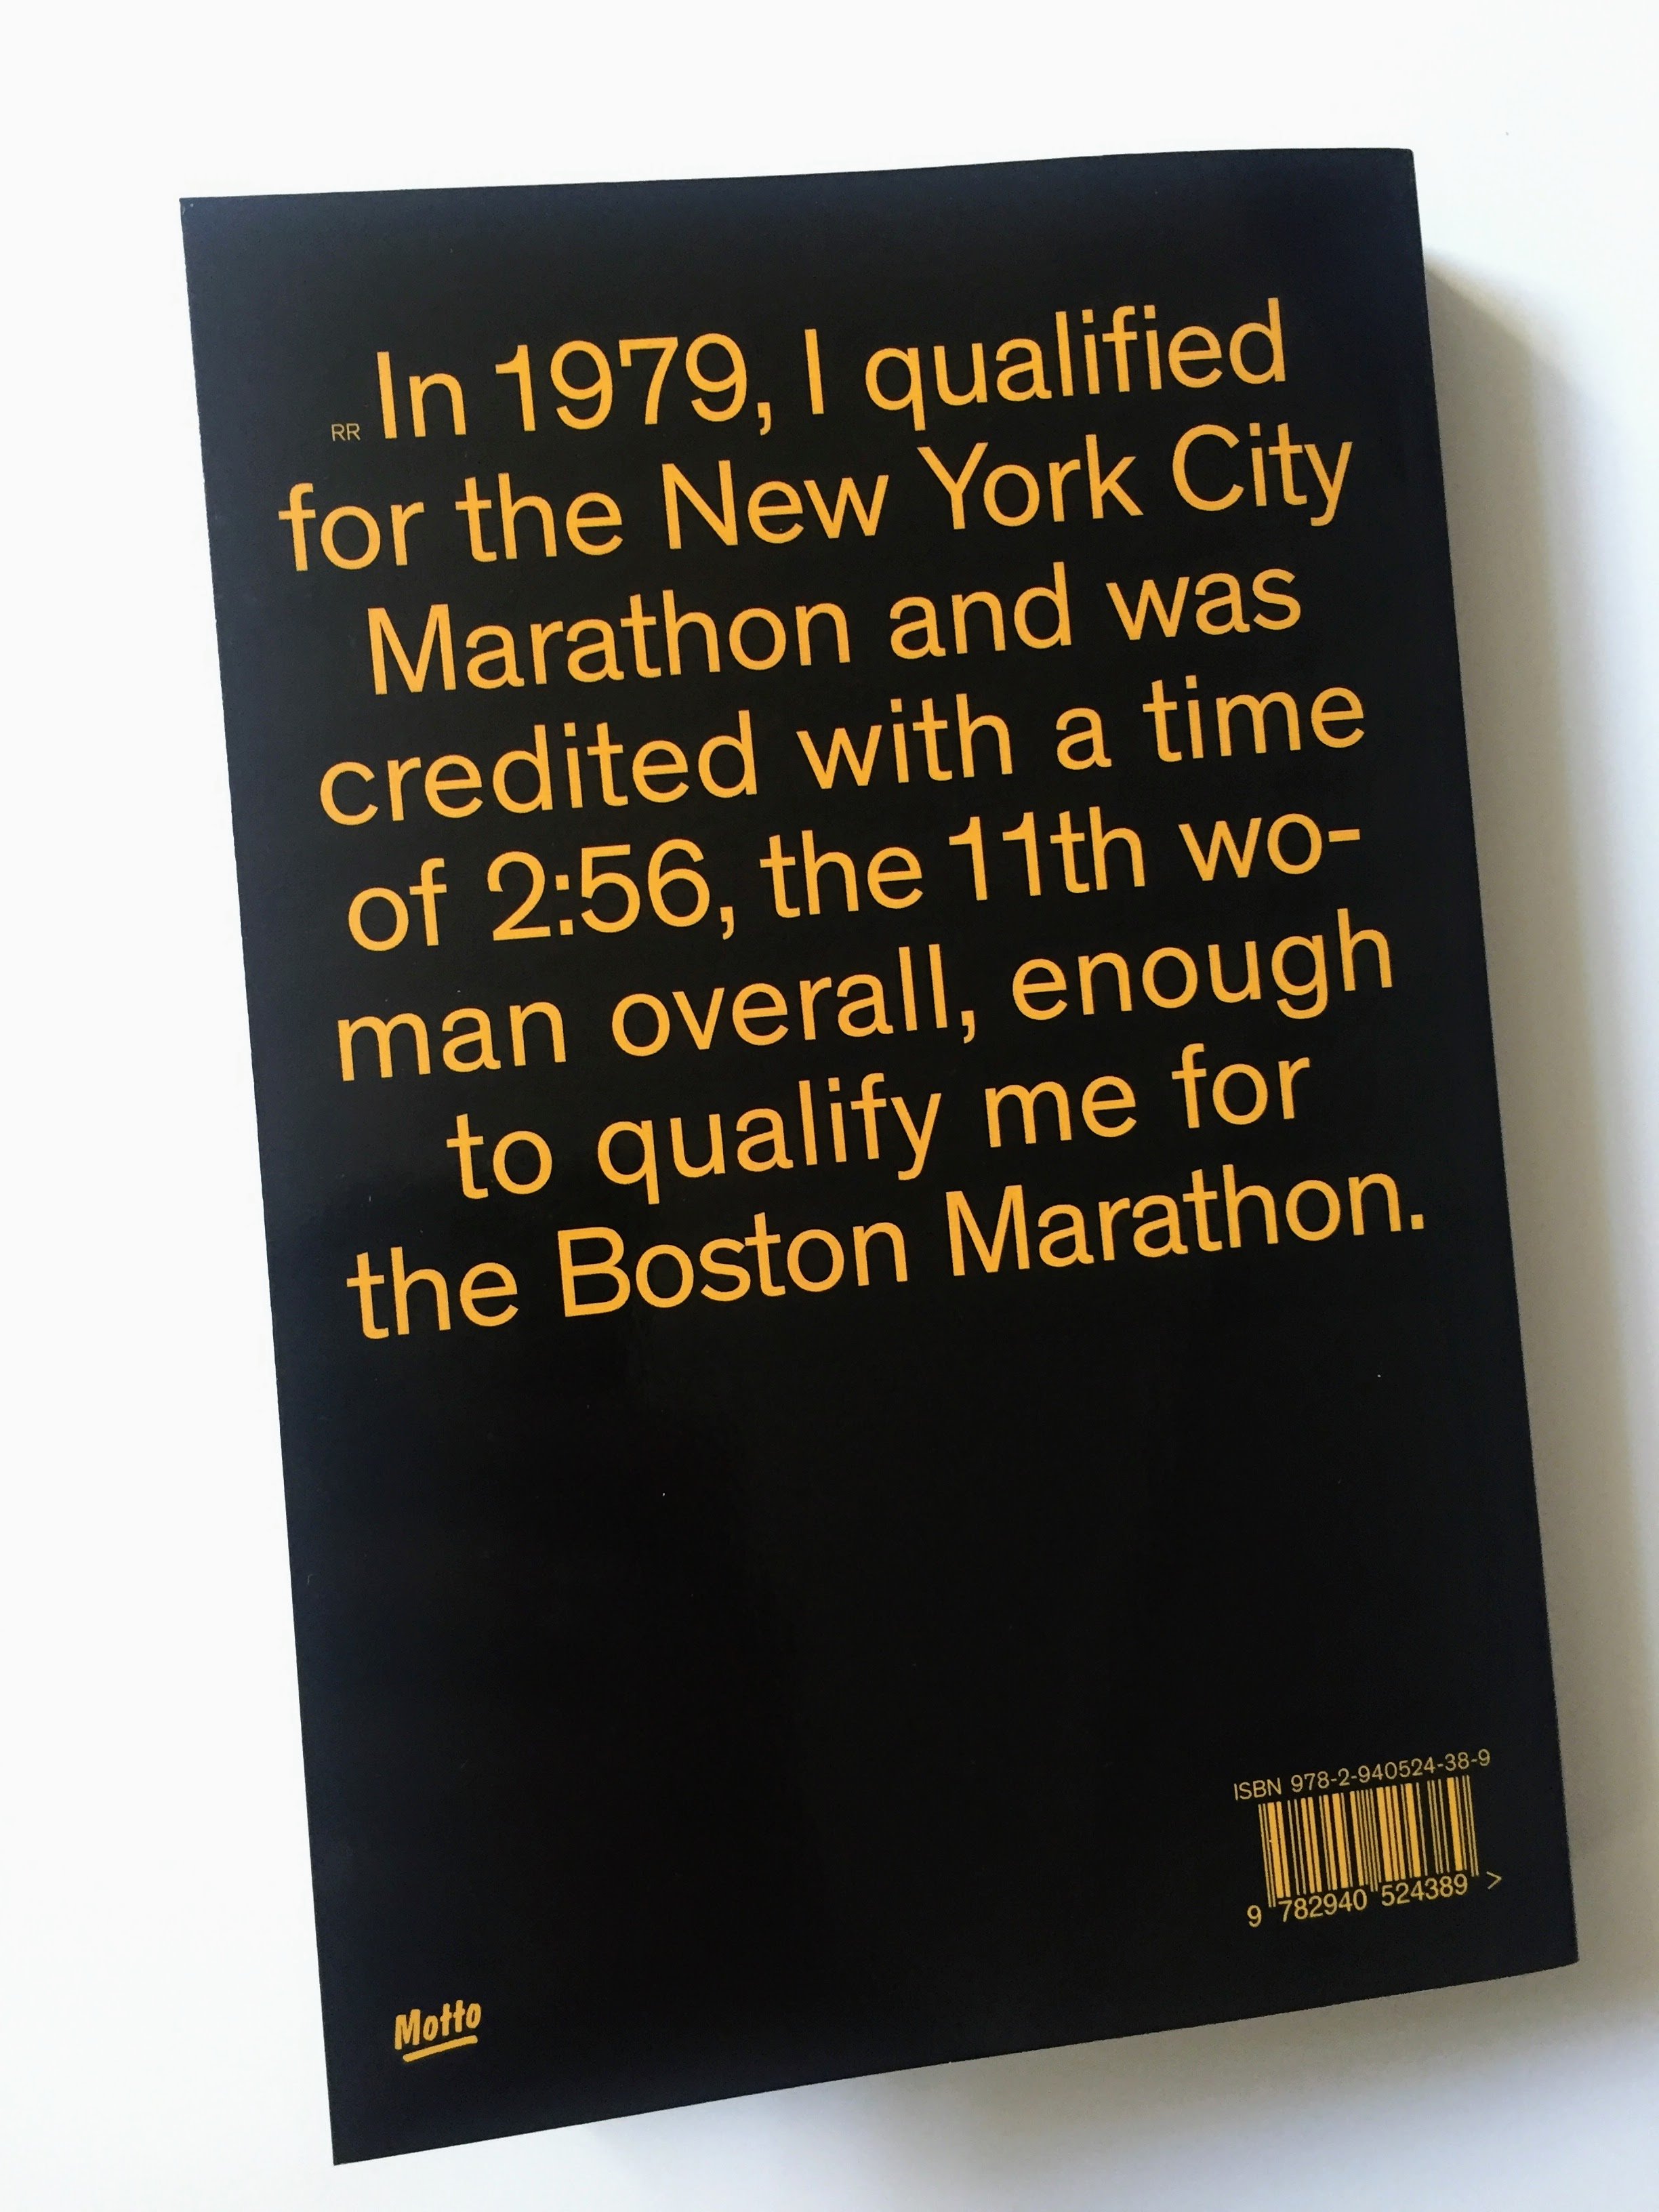 RR In 1979, I qualified
for the New York City
Marathon and was
credited with a time
of 2:56, the 11th wo-
man overall, enough
to qualify me for
the Boston Marathon.
ISBN 978-2-940524-38-9
9 782940 524389 >
Motto